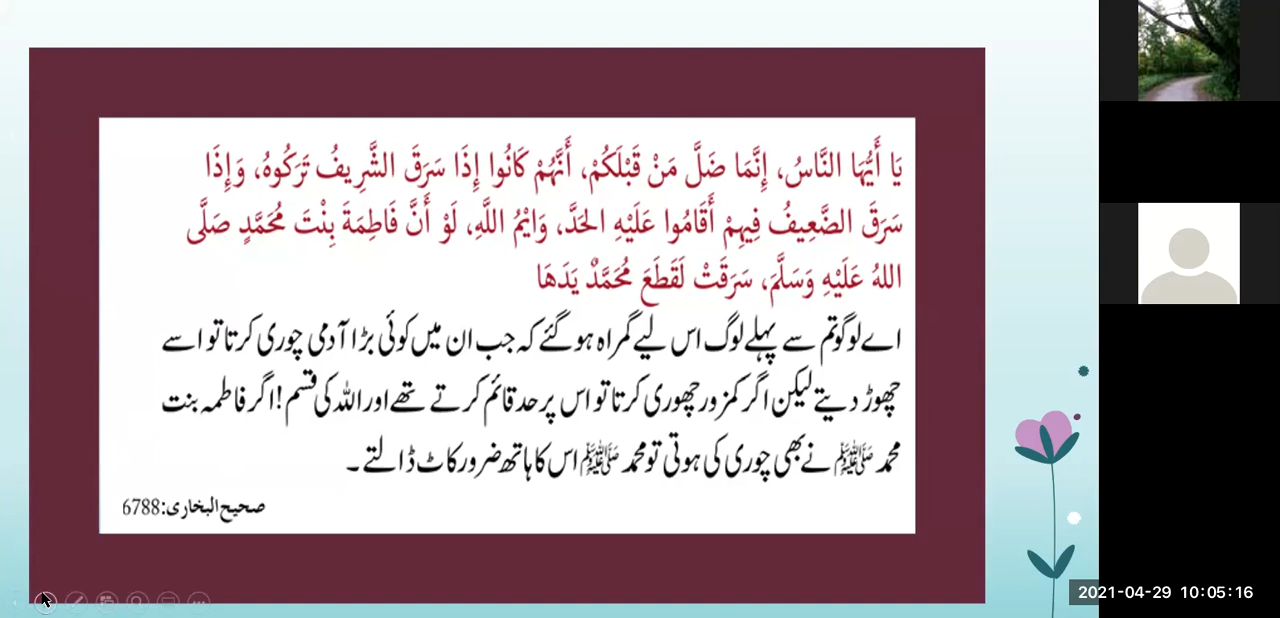 يَا أَيُّهَا النَّاسُ، إِنَّمَا ضَلَّ مَنْ قَبْلَكُمْ، أَنَّهُمْ كَانُوا إِذَا سَرَقَ الشَّرِيفُ تَرَكُوهُ، وَإِذَا
سَرَقَ الضَّعِيفُ فِيهِمْ أَقَامُوا عَلَيْهِ الحَدَّ، وَايْمُ اللَّهِ، لَوْ أَنَّ فَاطِمَةَ بِنْتَ مُحَمَّدٍ صَلَّى
اللهُ عَلَيْهِ وَسَلَّمَ، سَرَقَتْ لَقَطَعَ مُحَمَّدٌ يَدَهَا
اے لوگو تم سے پہلے لوگ اس لیے گمراہ ہو گئے کہ جب ان میں کوئی بڑا آدمی چوری کرتا تو اسے
چھوڑ دیتے لیکن اگر کمزور چھوری کرتا تو اس پر حد قائم کرتے تھے اور اللہ کی قسم! اگر فاطمہ بنت
محمد ﷺ نے بھی چوری کی ہوتی تو محمد ﷺ اس کا ہاتھ ضرور کاٹ ڈالتے ۔
صحیح البخاری:6788
2021-04-29 10:05:16